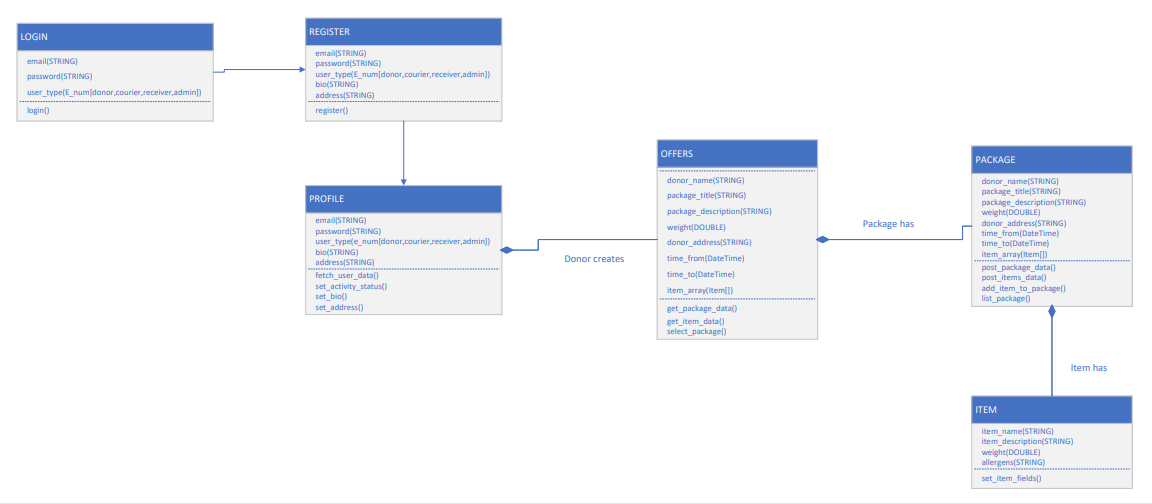 LOGIN
email(STRING)
password(STRING)
user_type(E_num[donor,courier,receiver,admin])
login()
REGISTER
email(STRING)
password(STRING)
user_type(E_num[donor,courier,receiver,admin])
bio(STRING)
address(STRING)
register()
PROFILE
email(STRING)
password(STRING)
user_type(e_num[donor,courier,receiver,admin])
bio(STRING)
address(STRING)
fetch_user_data()
set_activity_status()
set_bio()
set_address()
Donor creates
OFFERS
donor_name(STRING)
package_title(STRING)
package_description(STRING)
weight(DOUBLE)
donor_address(STRING)
time_from(DateTime)
time_to(DateTime)
item_array(Item[])
get_package_data()
get_item_data()
select_package()
Package has
PACKAGE
donor_name(STRING)
package_title(STRING)
package_description(STRING)
weight(DOUBLE)
donor_address(STRING)
time_from(DateTime)
time_to(DateTime)
item_array(Item[])
post_package_data()
post_items_data()
add_item_to_package()
list_package()
Item has
ITEM
item_name(STRING)
item_description(STRING)
weight(DOUBLE)
allergens(STRING)
set_item_fields()